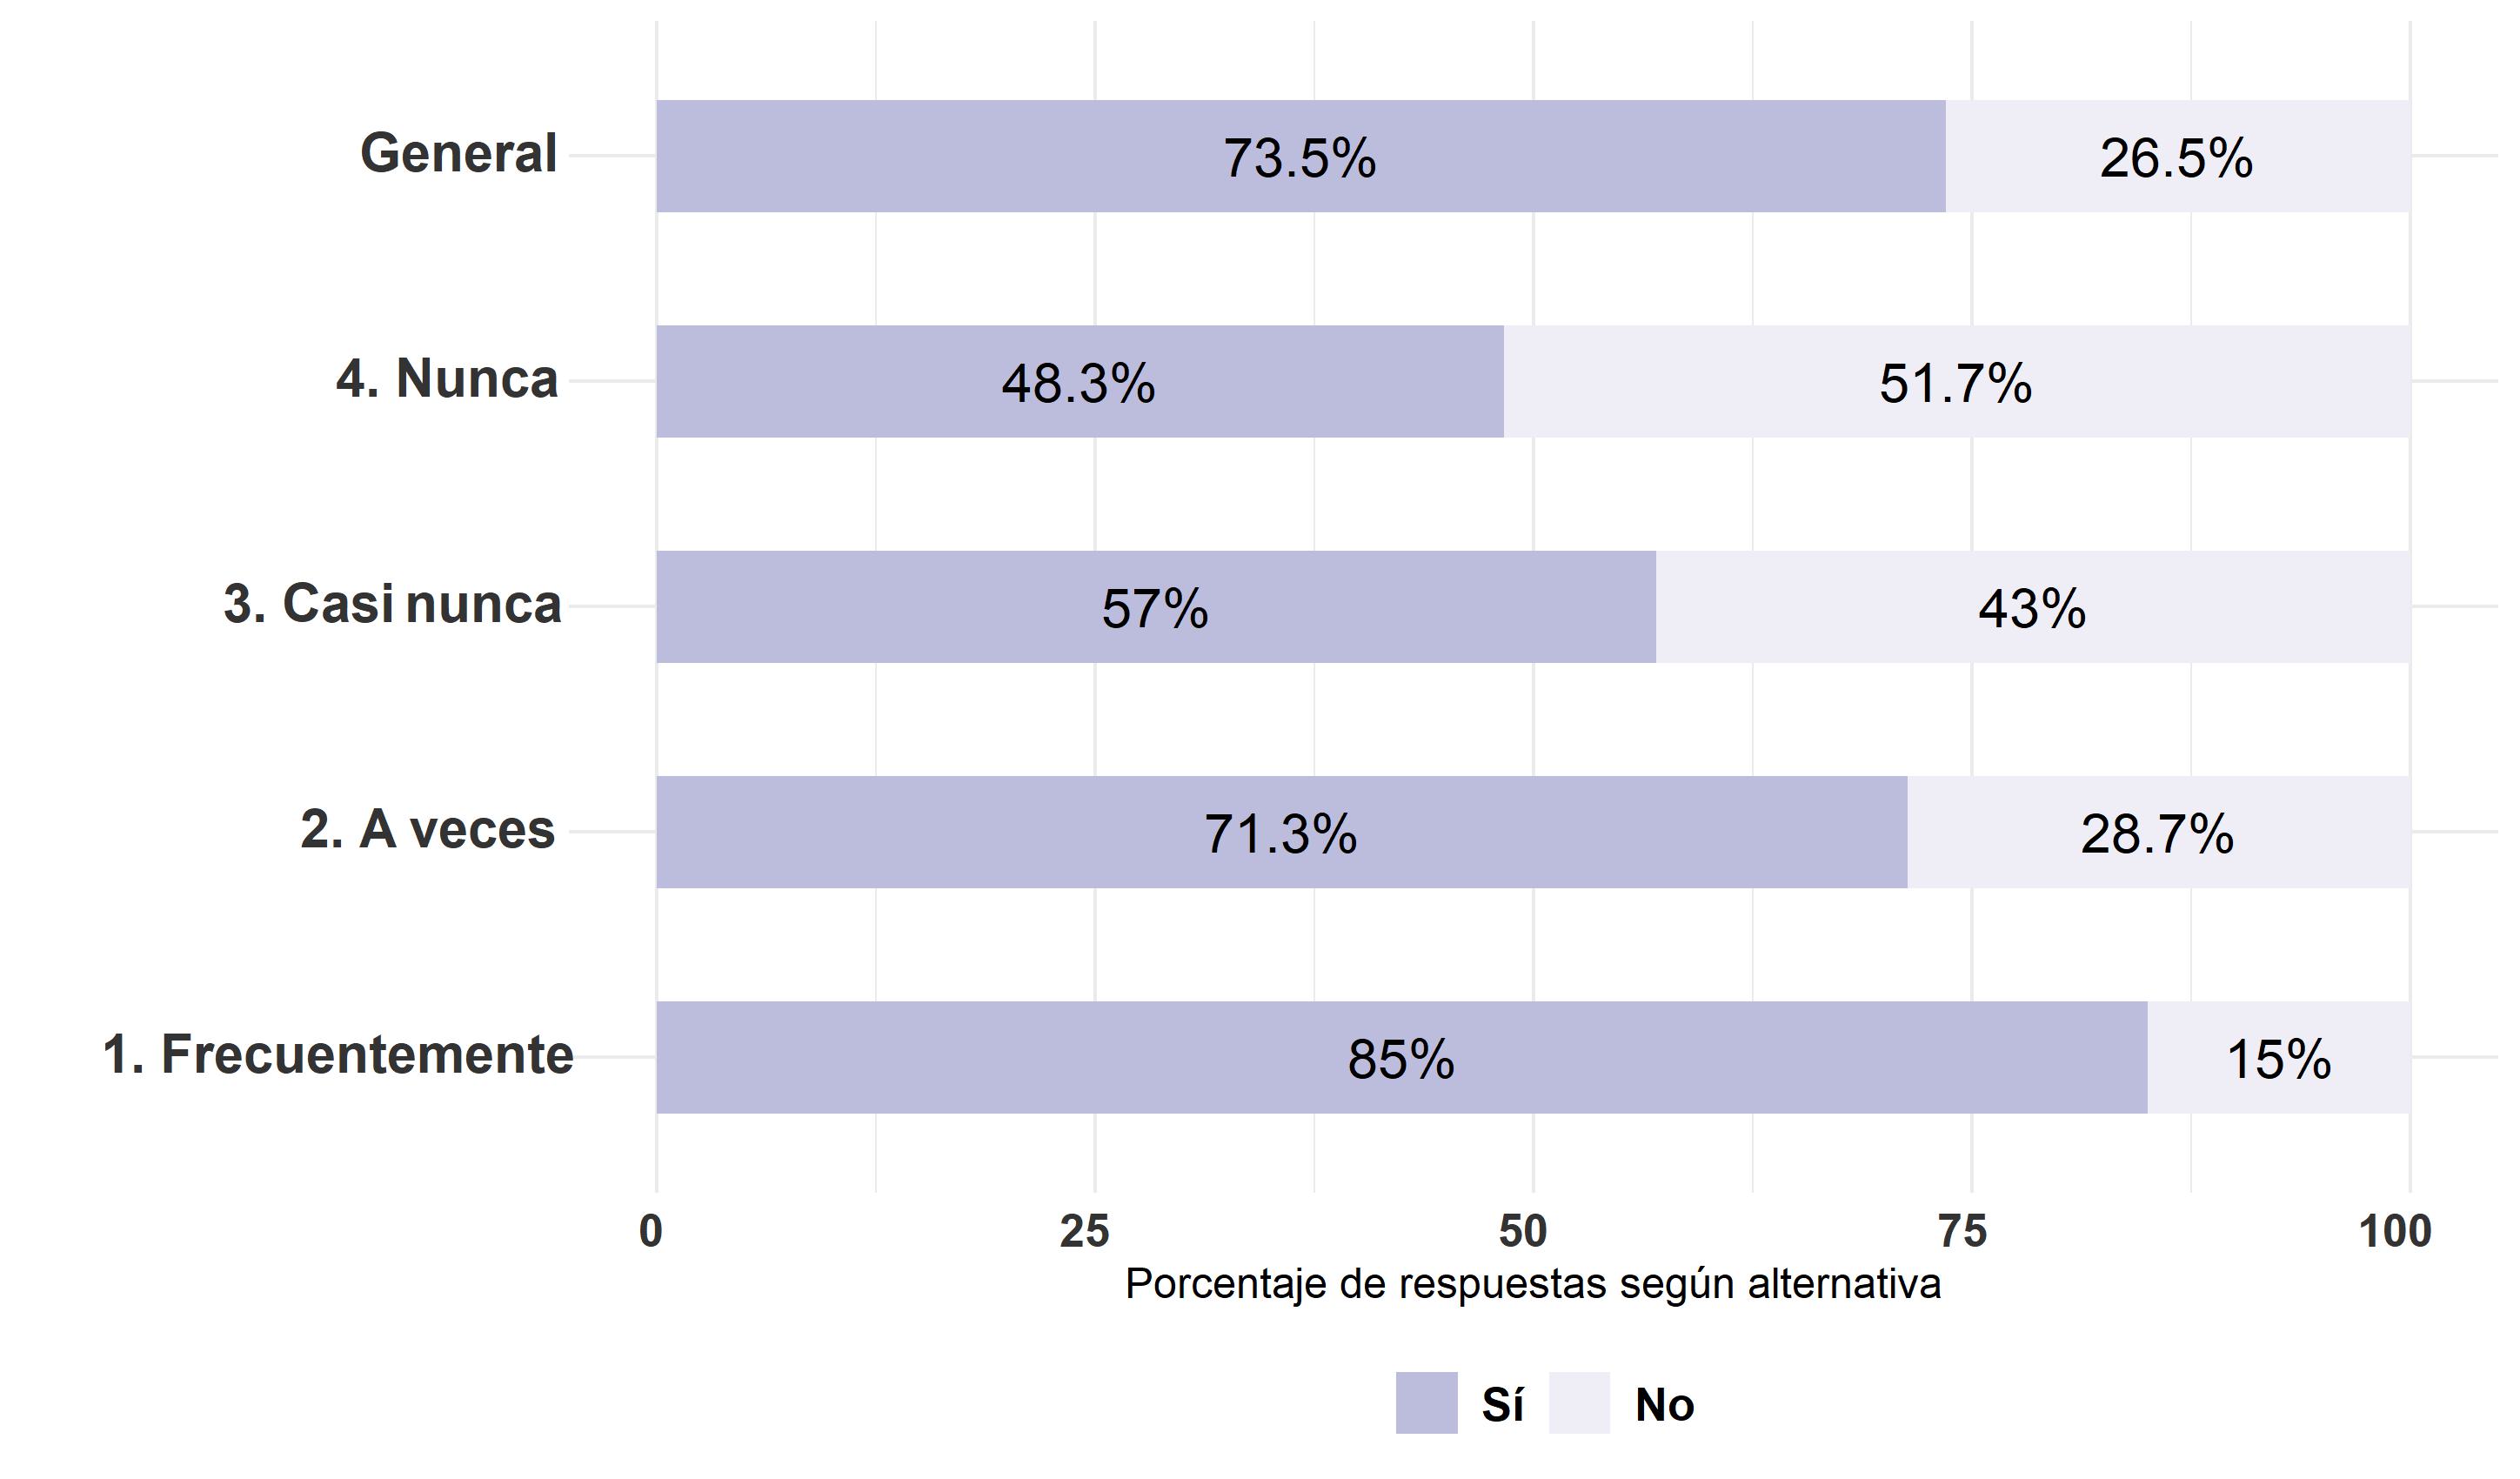 General 73.5% 26.5%
4. Nunca 48.3% 51.7%
3. Casi nunca 57% 43%
2. A veces 71.3% 28.7%
1. Frecuentemente 85% 15%
0 25 50 75 100
Porcentaje de respuestas según alternativa
Sí No